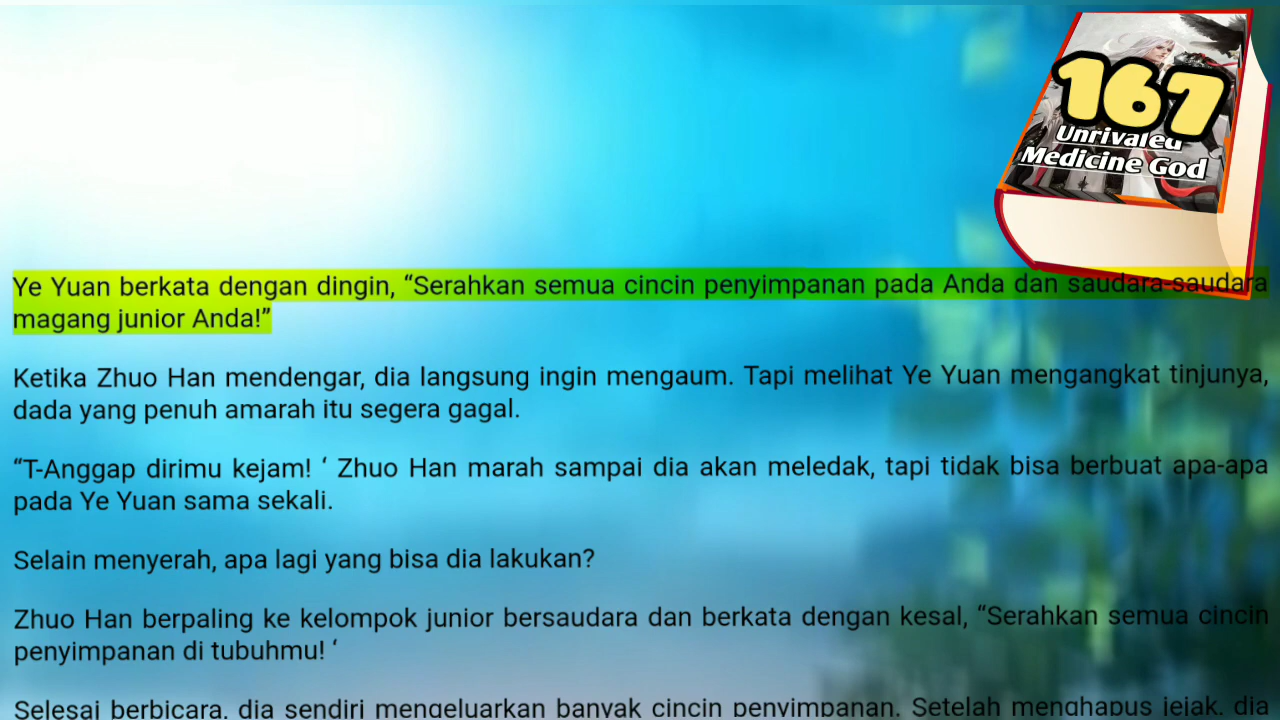 167
Unrivaled
Medicine God
Ye Yuan berkata dengan dingin, “Serahkan semua cincin penyimpanan pada Anda dan saudara-saudara
magang junior Anda!”
Ketika Zhuo Han mendengar, dia langsung ingin mengaum. Tapi melihat Ye Yuan mengangkat tinjunya,
dada yang penuh amarah itu segera gagal.
“T-Anggap dirimu kejam! ‘ Zhuo Han marah sampai dia akan meledak, tapi tidak bisa berbuat apa-apa
pada Ye Yuan sama sekali.
Selain menyerah, apa lagi yang bisa dia lakukan?
Zhuo Han berpaling ke kelompok junior bersaudara dan berkata dengan kesal, “Serahkan semua cincin
penyimpanan di tubuhmu! ‘
Selesai berbicara, dia sendiri mengeluarkan banyak cincin penyimpanan. Setelah menghapus jejak, dia